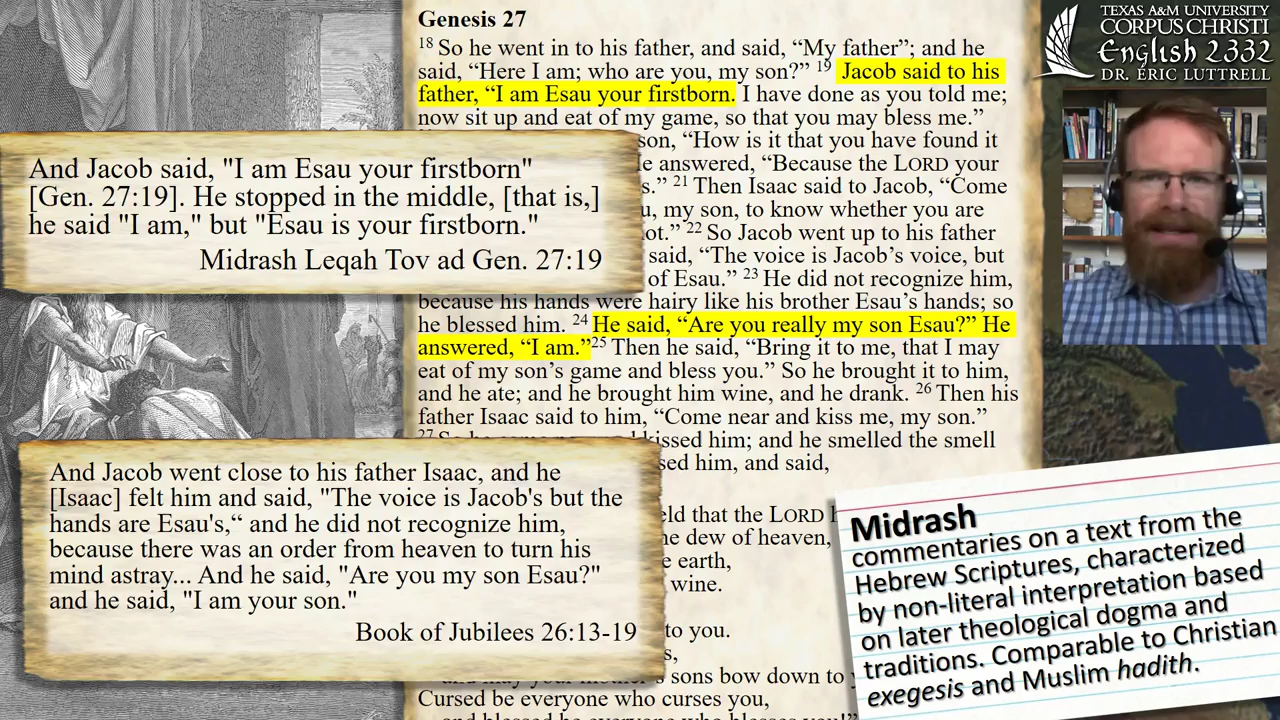 Genesis 27
18 So he went in to his father, and said, “My father”; and he
said, “Here I am; who are you, my son?” 19 Jacob said to his
father, “I am Esau your firstborn. I have done as you told me;
now sit up and eat of my game, so that you may bless me.”
son, “How is it that you have found it
e answered, “Because the LORD your
s.” 21 Then Isaac said to Jacob, “Come
u, my son, to know whether you are
ot.” 22 So Jacob went up to his father
said, “The voice is Jacob’s voice, but
of Esau.” 23 He did not recognize him,
because his hands were hairy like his brother Esau’s hands; so
he blessed him. 24 He said, “Are you really my son Esau?” He
answered, “I am.”25 Then he said, “Bring it to me, that I may
eat of my son’s game and bless you.” So he brought it to him,
and he ate; and he brought him wine, and he drank. 26 Then his
father Isaac said to him, “Come near and kiss me, my son.”
kissed him; and he smelled the smell
sed him, and said,
eld that the LORD
he dew of heaven,
e earth,
wine.
to you.
s,
sons bow down to
Cursed be everyone who curses you,
and blessed be everyone who blesses you!”
And Jacob said, "I am Esau your firstborn"
[Gen. 27:19]. He stopped in the middle, [that is,]
he said "I am," but "Esau is your firstborn."
Midrash Leqah Tov ad Gen. 27:19
And Jacob went close to his father Isaac, and he
[Isaac] felt him and said, "The voice is Jacob's but the
hands are Esau's,“ and he did not recognize him,
because there was an order from heaven to turn his
mind astray... And he said, "Are you my son Esau?"
and he said, "I am your son."
Book of Jubilees 26:13-19
TEXAS A&M UNIVERSITY
CORPUS CHRISTI
English 2332
DR. ERIC LUTTRELL
Midrash
commentaries on a text from the
Hebrew Scriptures, characterized
by non-literal interpretation based
on later theological dogma and
traditions. Comparable to Christian
exegesis and Muslim hadith.